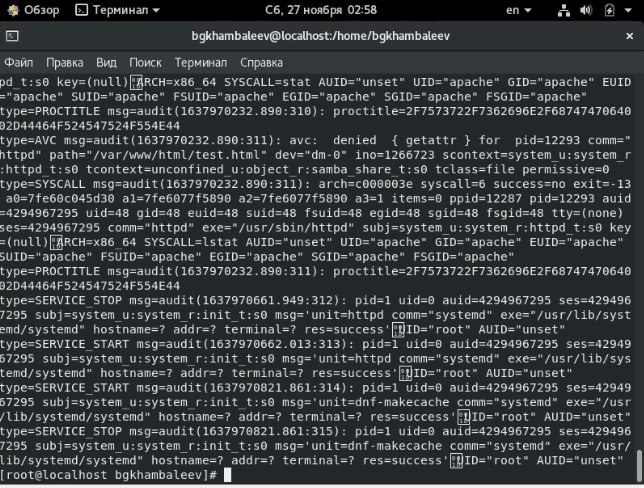 Обзор Терминал Сб, 27 ноября 02:58 en
bgkhambaleev@localhost:/home/bgkhambaleev
Файл Правка Вид Поиск Терминал Справка
pd_t:s0 key=(null)ARCH=x86_64 SYSCALL=stat AUID="unset" UID="apache" GID="apache" EUID
="apache" SUID="apache" FSUID="apache" EGID="apache" SGID="apache" FSGID="apache"
type=PROCTITLE msg=audit(1637970232.890:310): proctitle=2F7573722F7362696E2F68747470640
02D44464F524547524F554E44
type=AVC msg=audit(1637970232.890:311): avc:  denied  { getattr } for  pid=12293 comm="
httpd" path="/var/www/html/test.html" dev="dm-0" ino=1266723 scontext=system_u:system_r
:httpd_t:s0 tcontext=unconfined_u:object_r:samba_share_t:s0 tclass=file permissive=0
type=SYSCALL msg=audit(1637970232.890:311): arch=c000003e syscall=6 success=no exit=-13
 a0=7fe60c045d30 a1=7fe6077f5890 a2=7fe6077f5890 a3=1 items=0 ppid=12287 pid=12293 auid
=4294967295 uid=48 gid=48 euid=48 suid=48 fsuid=48 egid=48 sgid=48 fsgid=48 tty=(none)
ses=4294967295 comm="httpd" exe="/usr/sbin/httpd" subj=system_u:system_r:httpd_t:s0 key
=(null)ARCH=x86_64 SYSCALL=lstat AUID="unset" UID="apache" GID="apache" EUID="apache"
SUID="apache" FSUID="apache" EGID="apache" SGID="apache" FSGID="apache"
type=PROCTITLE msg=audit(1637970232.890:311): proctitle=2F7573722F7362696E2F68747470640
02D44464F524547524F554E44
type=SERVICE_STOP msg=audit(1637970661.949:312): pid=1 uid=0 auid=4294967295 ses=429496
7295 subj=system_u:system_r:init_t:s0 msg='unit=httpd comm="systemd" exe="/usr/lib/syst
emd/systemd" hostname=? addr=? terminal=? res=success'UID="root" AUID="unset"
type=SERVICE_START msg=audit(1637970662.013:313): pid=1 uid=0 auid=4294967295 ses=42949
67295 subj=system_u:system_r:init_t:s0 msg='unit=httpd comm="systemd" exe="/usr/lib/sys
temd/systemd" hostname=? addr=? terminal=? res=success'UID="root" AUID="unset"
type=SERVICE_START msg=audit(1637970821.861:314): pid=1 uid=0 auid=4294967295 ses=42949
67295 subj=system_u:system_r:init_t:s0 msg='unit=dnf-makecache comm="systemd" exe="/usr
/lib/systemd/systemd" hostname=? addr=? terminal=? res=success'UID="root" AUID="unset"
type=SERVICE_STOP msg=audit(1637970821.861:315): pid=1 uid=0 auid=4294967295 ses=429496
7295 subj=system_u:system_r:init_t:s0 msg='unit=dnf-makecache comm="systemd" exe="/usr/
lib/systemd/systemd" hostname=? addr=? terminal=? res=success'UID="root" AUID="unset"
[root@localhost bgkhambaleev]#